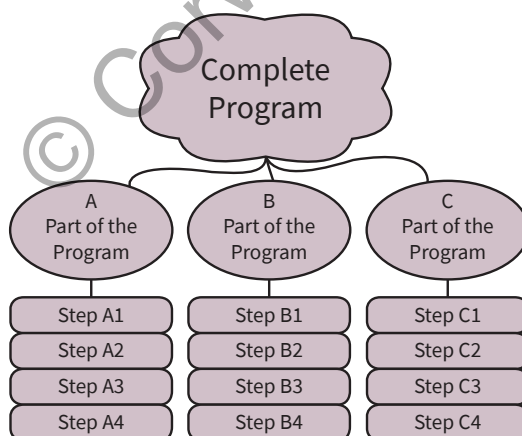 © Cor
Complete
Program
A
Part of the
Program
B
Part of the
Program
C
Part of the
Program
Step A1
Step A2
Step A3
Step A4
Step B1
Step B2
Step B3
Step B4
Step C1
Step C2
Step C3
Step C4